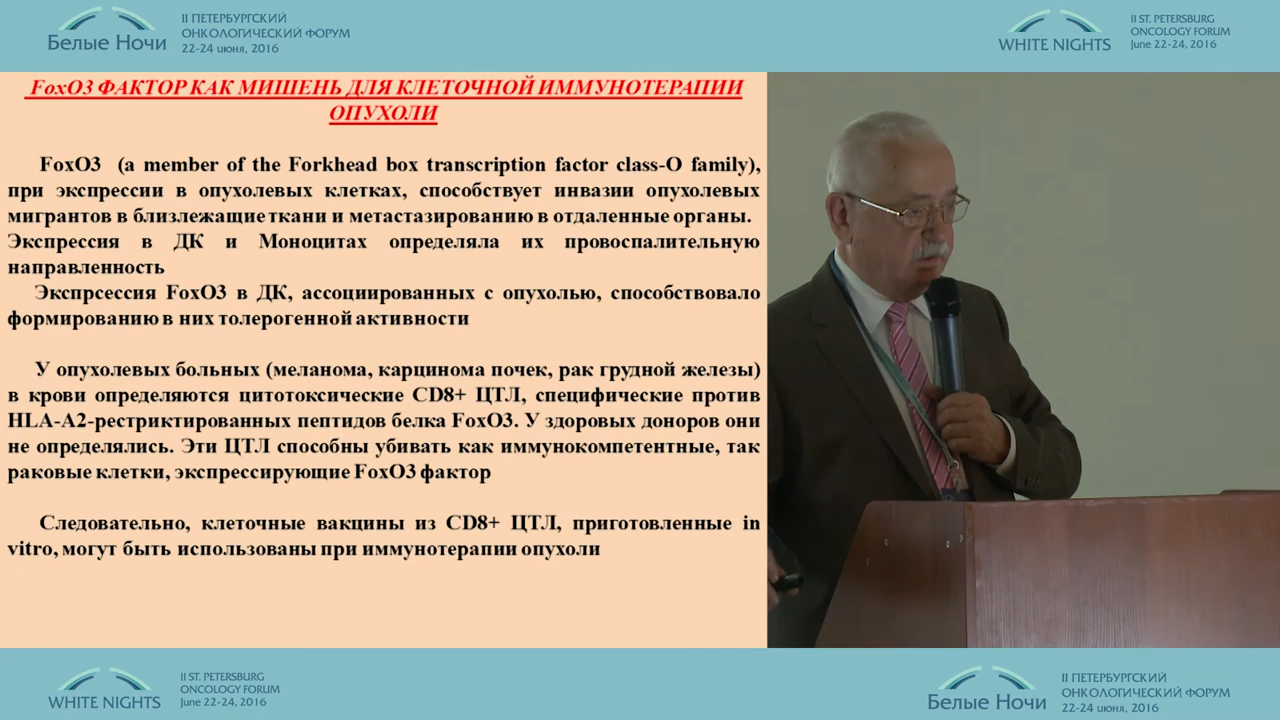 Белые Ночи
II ПЕТЕРБУРГСКИЙ
ОНКОЛОГИЧЕСКИЙ ФОРУМ
22-24 июня, 2016
WHITE NIGHTS
II ST. PETERSBURG
ONCOLOGY FORUM
June 22-24, 2016
FoxO3 ФАКТОР КАК МИШЕНЬ ДЛЯ КЛЕТОЧНОЙ ИММУНОТЕРАПИИ
ОПУХОЛИ
FoxO3 (a member of the Forkhead box transcription factor class-O family),
при экспрессии в опухолевых клетках, способствует инвазии опухолевых
мигрантов в близлежащие ткани и метастазированию в отдаленные органы.
Экспрессия в ДК и Моноцитах определяла их провоспалительную
направленность
Экспрсессия FoxO3 в ДК, ассоциированных с опухолью, способствовало
формированию в них толерогенной активности
У опухолевых больных (меланома, карцинома почек, рак грудной железы)
в крови определяются цитотоксические CD8+ ЦТЛ, специфические против
HLA-A2-рестриктированных пептидов белка FoxO3. У здоровых доноров они
не определялись. Эти ЦТЛ способны убивать как иммунокомпетентные, так
раковые клетки, экспрессирующие FoxO3 фактор
Следовательно, клеточные вакцины из CD8+ ЦТЛ, приготовленные in
vitro, могут быть использованы при иммунотерапии опухоли
WHITE NIGHTS
II ST. PETERSBURG
ONCOLOGY FORUM
June 22-24, 2016
Белые Ночи
II ПЕТЕРБУРГСКИЙ
ОНКОЛОГИЧЕСКИЙ ФОРУМ
22-24 июня, 2016